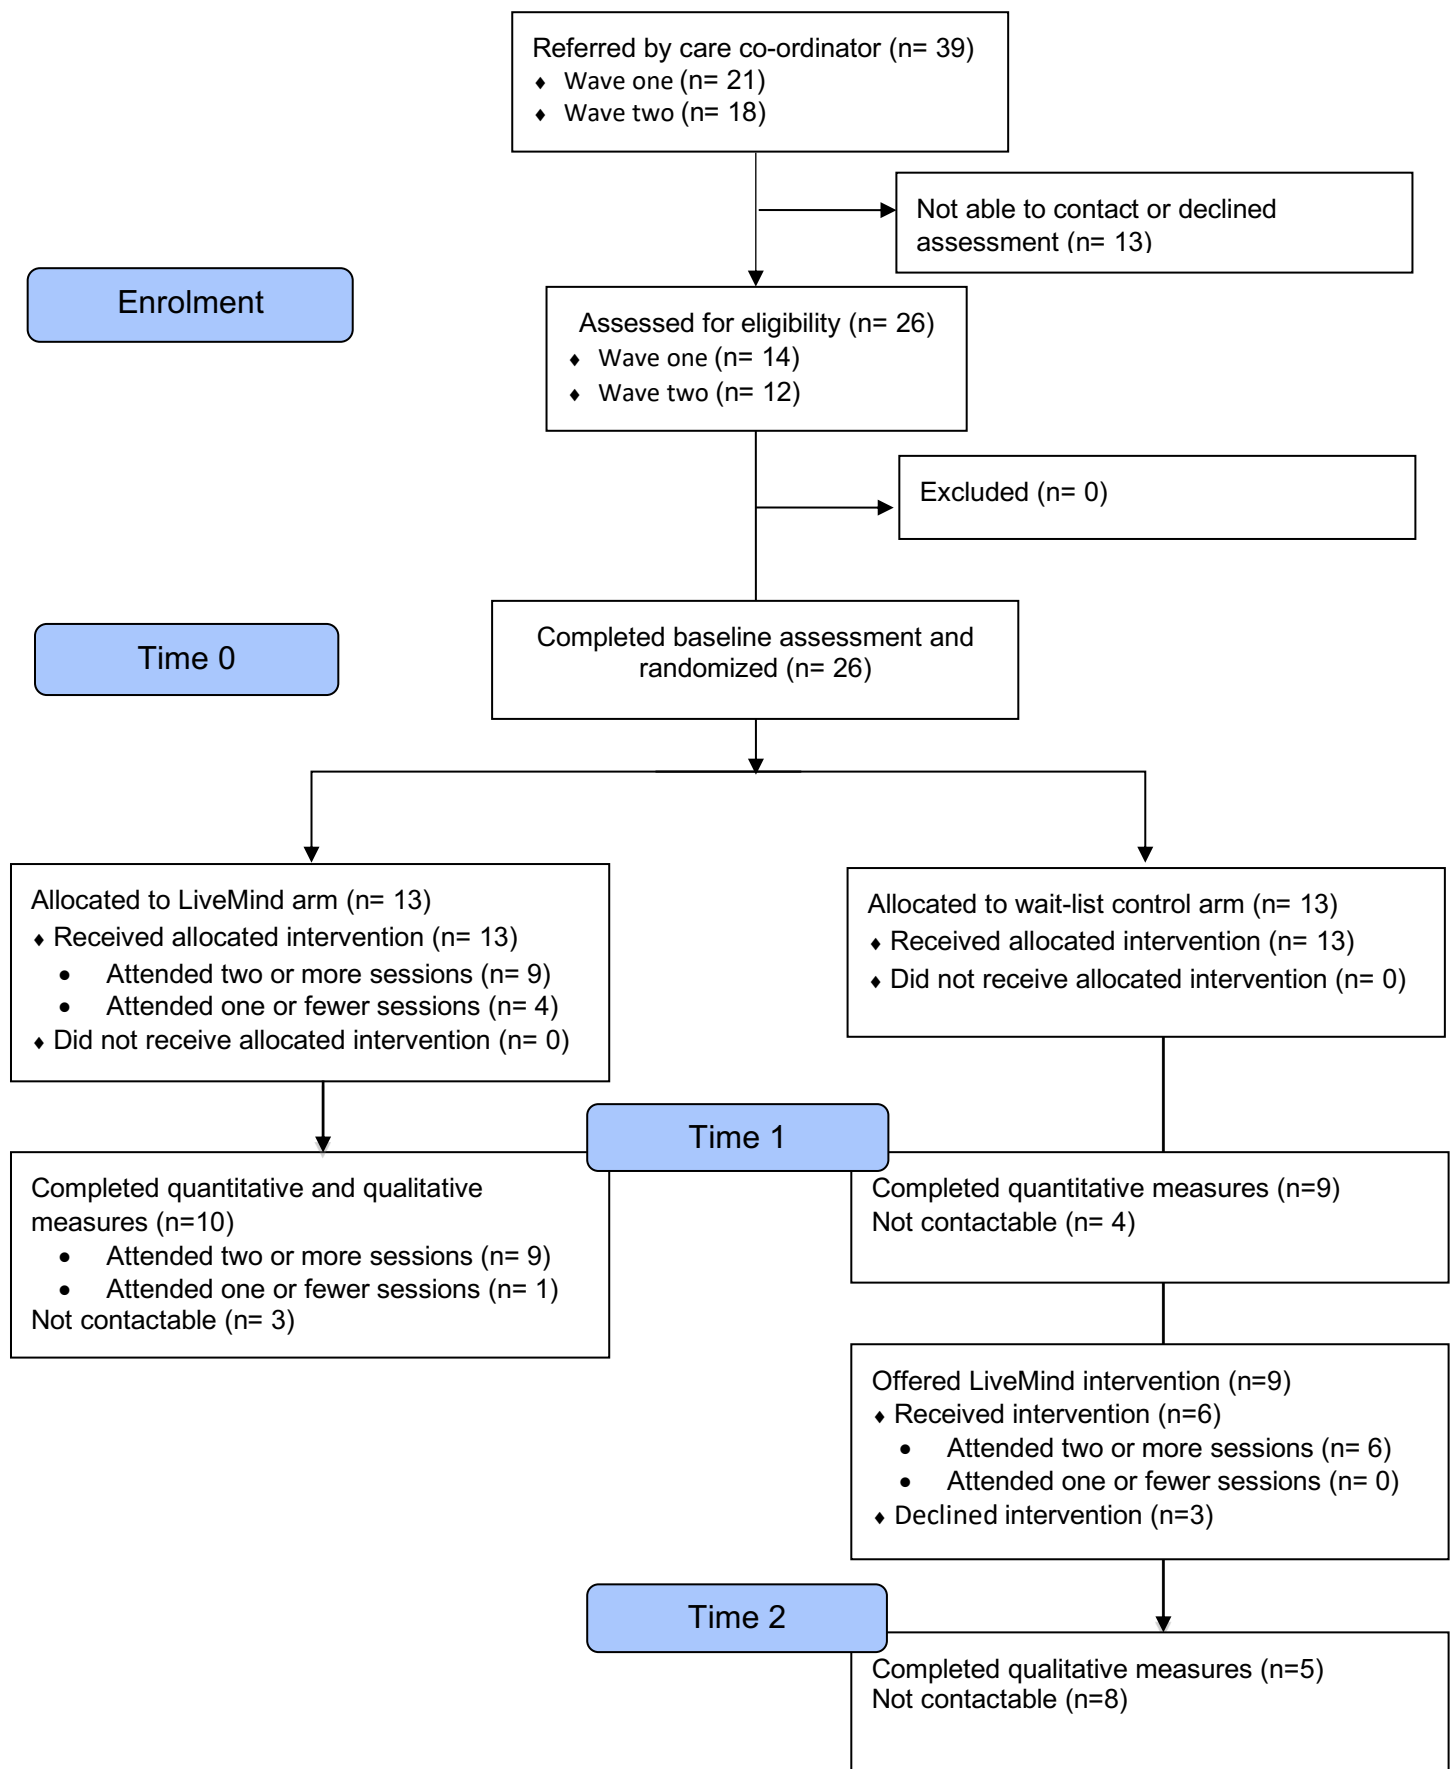 Referred by care co-ordinator (n= 39)
♦ Wave one (n= 21)
♦ Wave two (n= 18)
Not able to contact or declined
assessment (n= 13)
Enrolment
Assessed for eligibility (n= 26)
♦ Wave one (n= 14)
♦ Wave two (n= 12)
Excluded (n= 0)
Time 0
Completed baseline assessment and
randomized (n= 26)
Allocated to LiveMind arm (n= 13)
♦ Received allocated intervention (n= 13)
• Attended two or more sessions (n= 9)
• Attended one or fewer sessions (n= 4)
♦ Did not receive allocated intervention (n= 0)
Allocated to wait-list control arm (n= 13)
♦ Received allocated intervention (n= 13)
♦ Did not receive allocated intervention (n= 0)
Time 1
Completed quantitative and qualitative
measures (n=10)
• Attended two or more sessions (n= 9)
• Attended one or fewer sessions (n= 1)
Not contactable (n= 3)
Completed quantitative measures (n=9)
Not contactable (n= 4)
Offered LiveMind intervention (n=9)
♦ Received intervention (n=6)
• Attended two or more sessions (n= 6)
• Attended one or fewer sessions (n= 0)
♦ Declined intervention (n=3)
Time 2
Completed qualitative measures (n=5)
Not contactable (n=8)